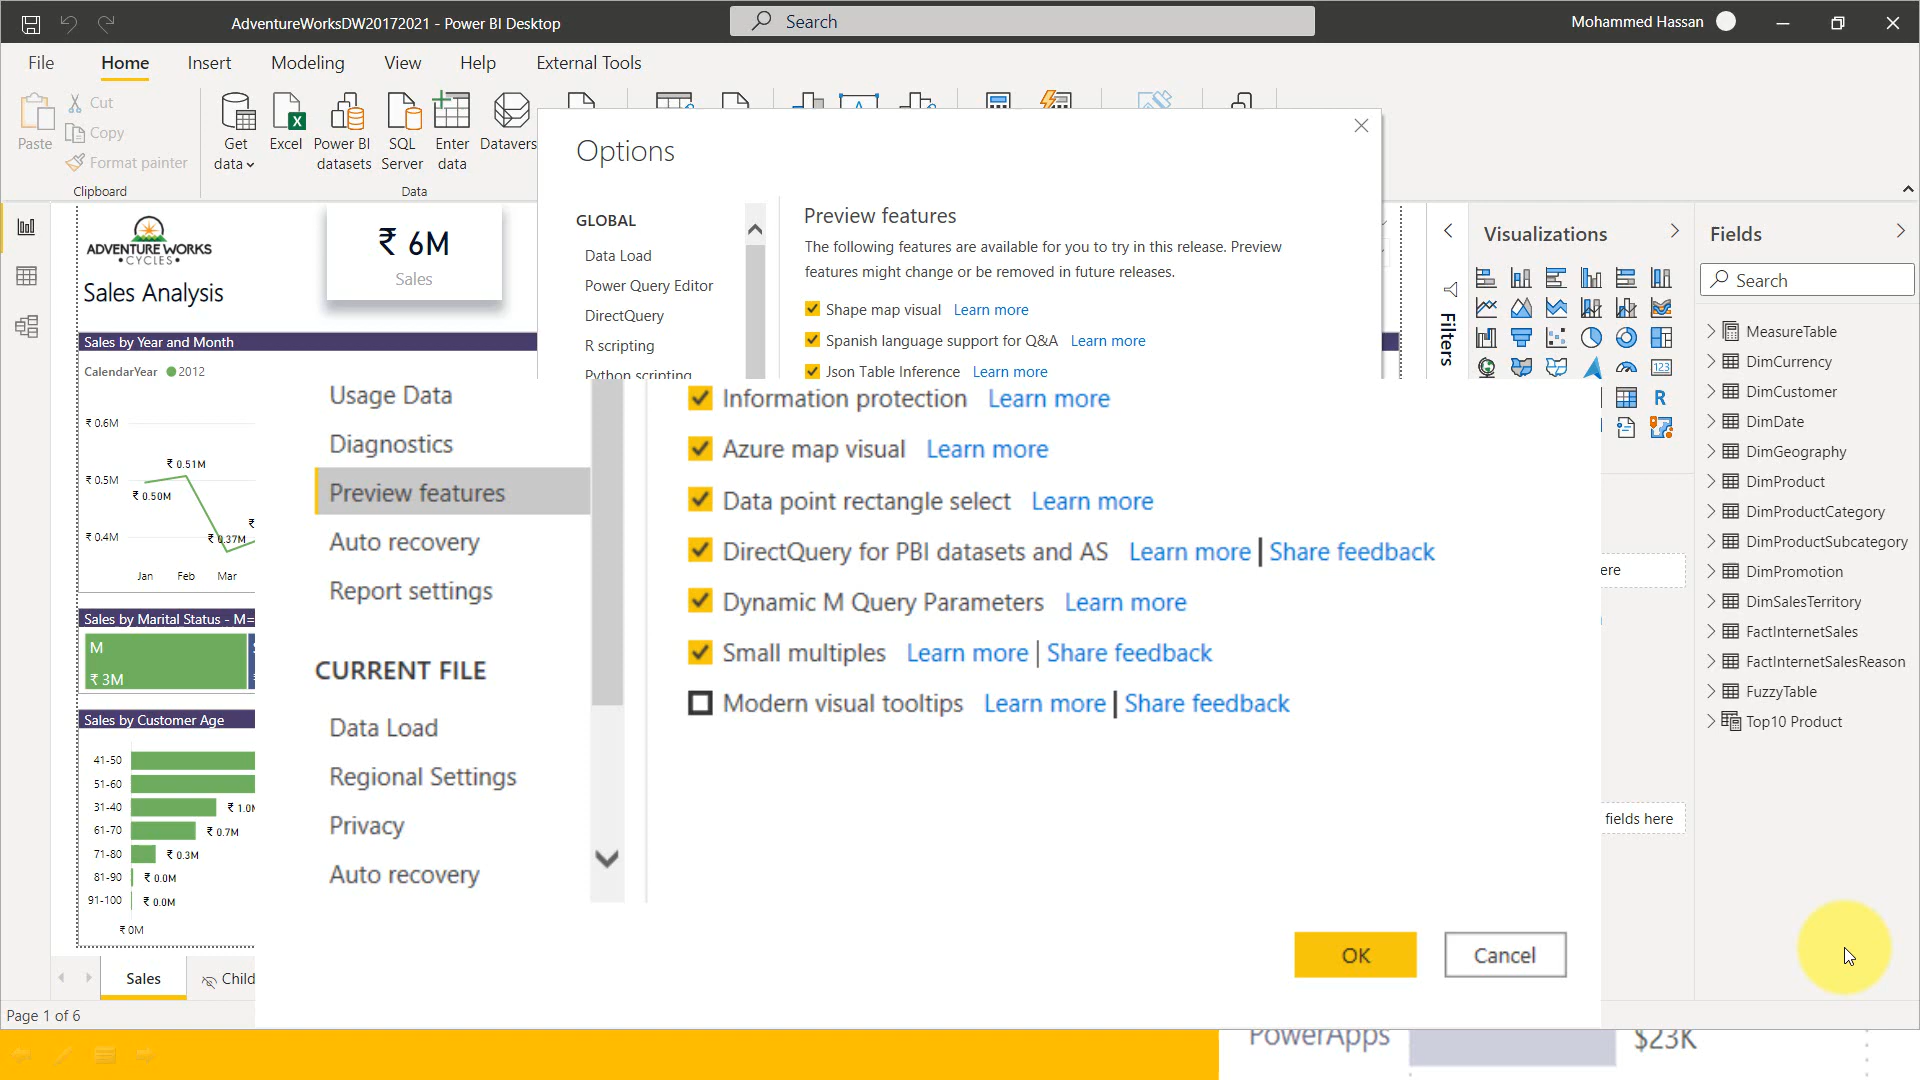 AdventureWorksDW20172021 - Power BI Desktop
Search
Mohammed Hassan
File
Home
Insert
Modeling
View
Help
External Tools
Paste
Cut
Copy
Format painter
Clipboard
Get
data
Excel
Power BI
datasets
SQL
Server
Enter
data
Datavers
Data
Options
GLOBAL
Data Load
Power Query Editor
DirectQuery
R scripting
Python scripting
Preview features
The following features are available for you to try in this release. Preview
features might change or be removed in future releases.
Shape map visual Learn more
Spanish language support for Q&A Learn more
Json Table Inference Learn more
Usage Data
Diagnostics
Preview features
Auto recovery
Report settings
CURRENT FILE
Data Load
Regional Settings
Privacy
Auto recovery
Information protection Learn more
Azure map visual Learn more
Data point rectangle select Learn more
DirectQuery for PBI datasets and AS Learn more | Share feedback
Dynamic M Query Parameters Learn more
Small multiples Learn more | Share feedback
Modern visual tooltips Learn more | Share feedback
OK
Cancel
ADVENTURE WORKS
•CYCLES•
Sales Analysis
₹ 6M
Sales
Sales by Year and Month
CalendarYear 2012
₹ 0.6M
₹ 0.5M
₹ 0.4M
₹ 0.50M
₹ 0.51M
₹ 0.37M
₹
Jan Feb Mar
Sales by Marital Status - M=
M
₹ 3M
Sales by Customer Age
41-50
51-60
31-40 ₹ 1.0
61-70 ₹ 0.7M
71-80 ₹ 0.3M
81-90 ₹ 0.0M
91-100 ₹ 0.0M
₹ 0M
Sales
Child
Page 1 of 6
Filters
Visualizations
123
R
ere
fields here
Fields
Search
MeasureTable
DimCurrency
DimCustomer
DimDate
DimGeography
DimProduct
DimProductCategory
DimProductSubcategory
DimPromotion
DimSalesTerritory
FactInternetSales
FactInternetSalesReason
FuzzyTable
Top10 Product
PowerApps
$23K